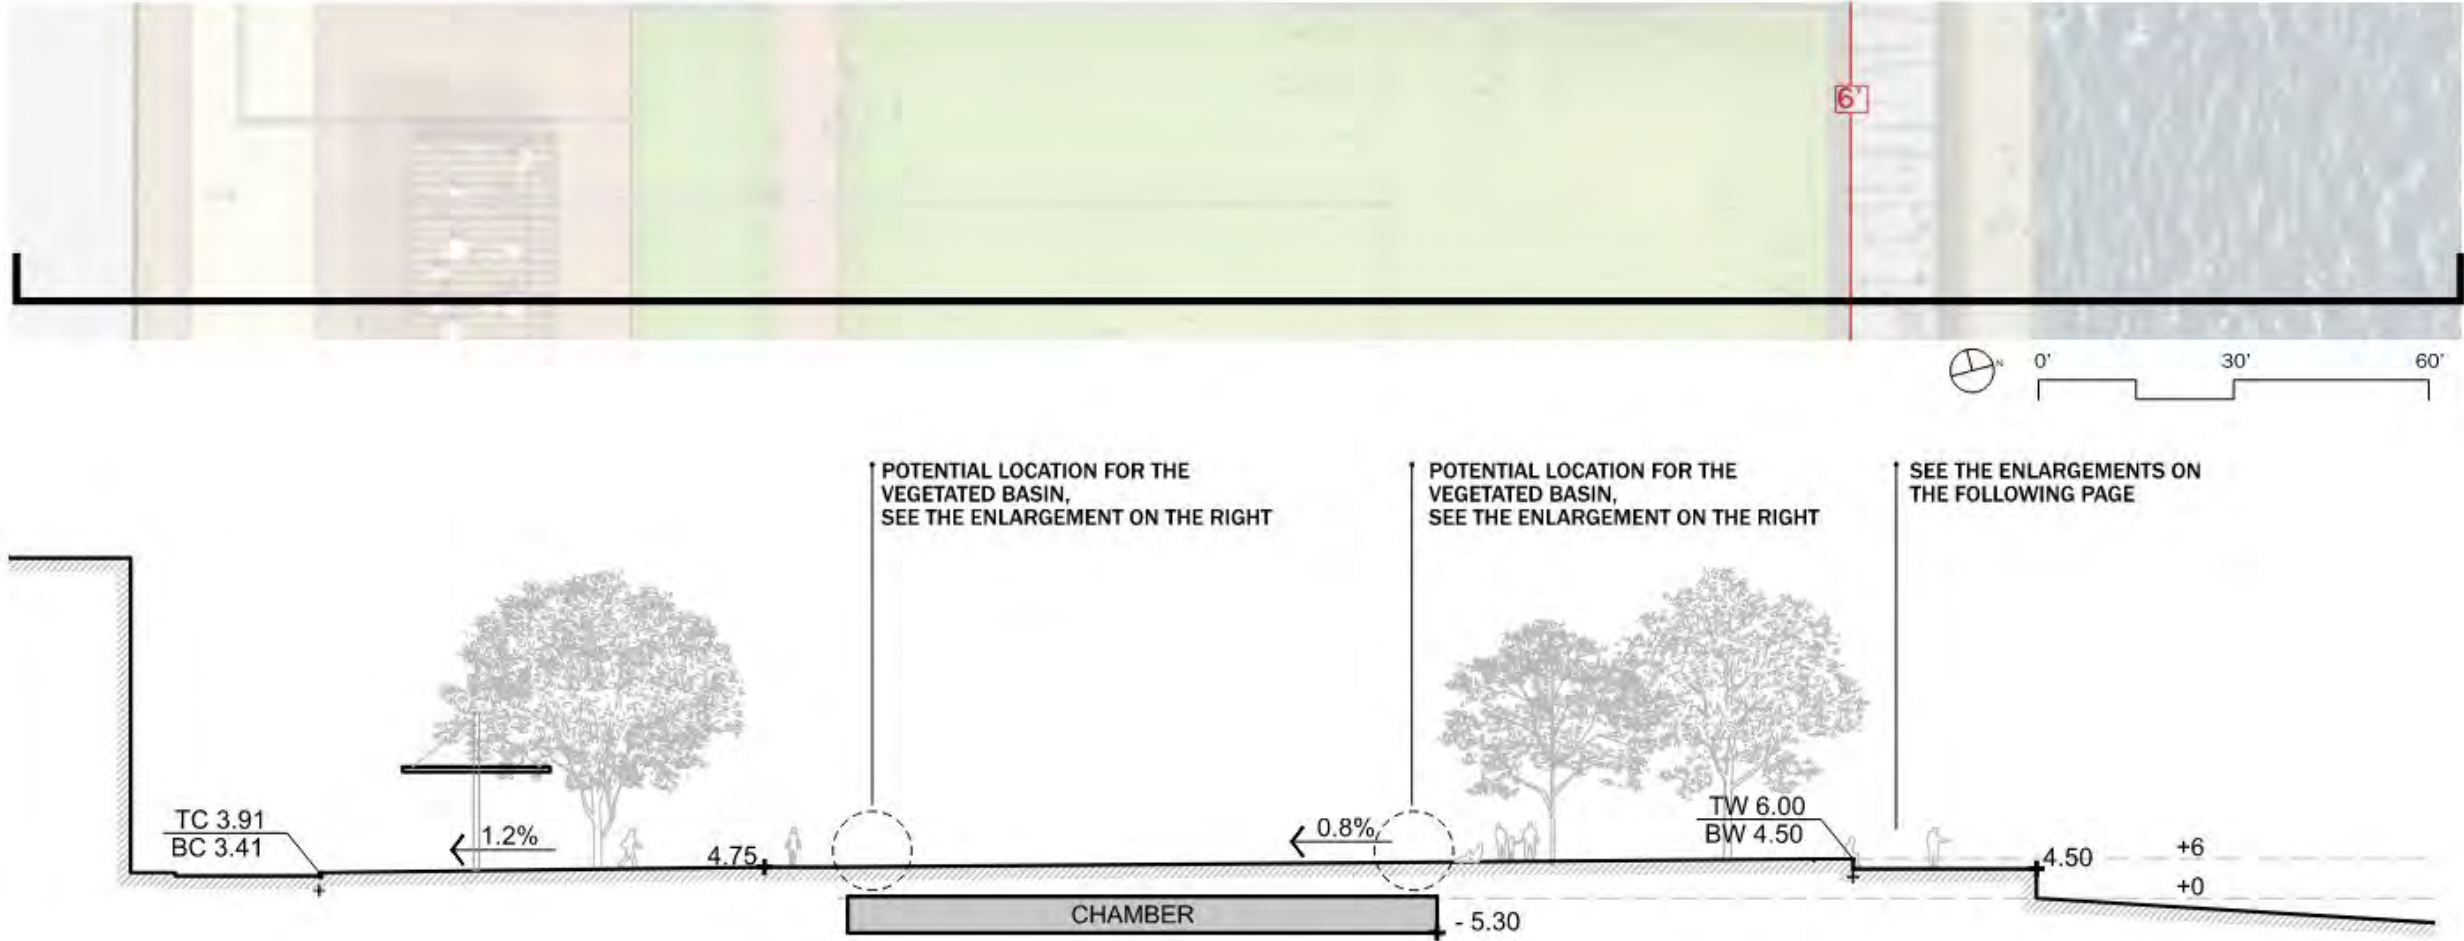 6'
N
0' 30' 60'
POTENTIAL LOCATION FOR THE
VEGETATED BASIN,
SEE THE ENLARGEMENT ON THE RIGHT
POTENTIAL LOCATION FOR THE
VEGETATED BASIN,
SEE THE ENLARGEMENT ON THE RIGHT
SEE THE ENLARGEMENTS ON
THE FOLLOWING PAGE
TC 3.91
BC 3.41
1.2%
4.75
0.8%
TW 6.00
BW 4.50
4.50
+6
+0
CHAMBER
- 5.30